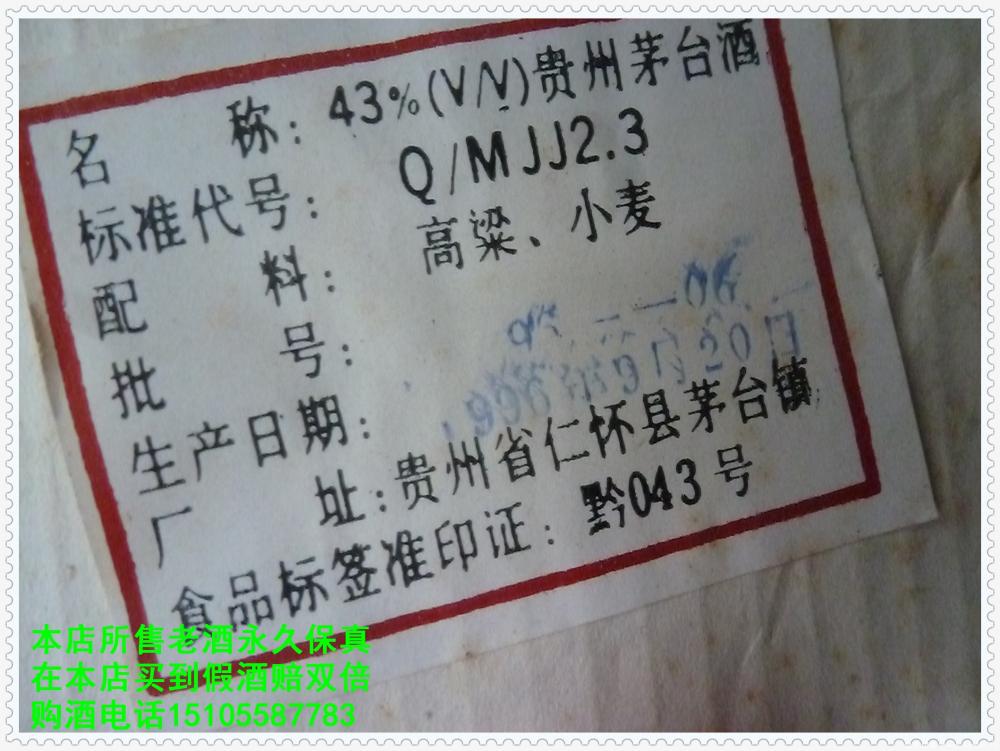 名 称：43%(V/V)贵州茅台酒
标准代号： Q/MJJ2.3
配 料： 高粱、小麦
批 号：
生产日期：
厂 址：贵州省仁怀县茅台镇
食品标签准印证：黔043号
本店所售老酒永久保真
在本店买到假酒赔双倍
购酒电话15105587783